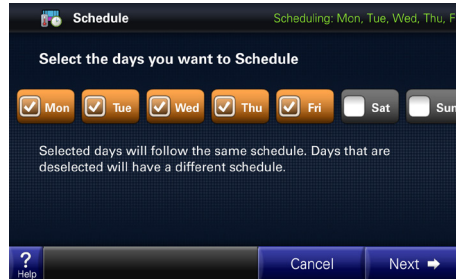 Schedule
Scheduling: Mon, Tue, Wed, Thu, F
Select the days you want to Schedule
Mon Tue Wed Thu Fri Sat Sun
Selected days will follow the same schedule. Days that are
deselected will have a different schedule.
?
Help
Cancel
Next